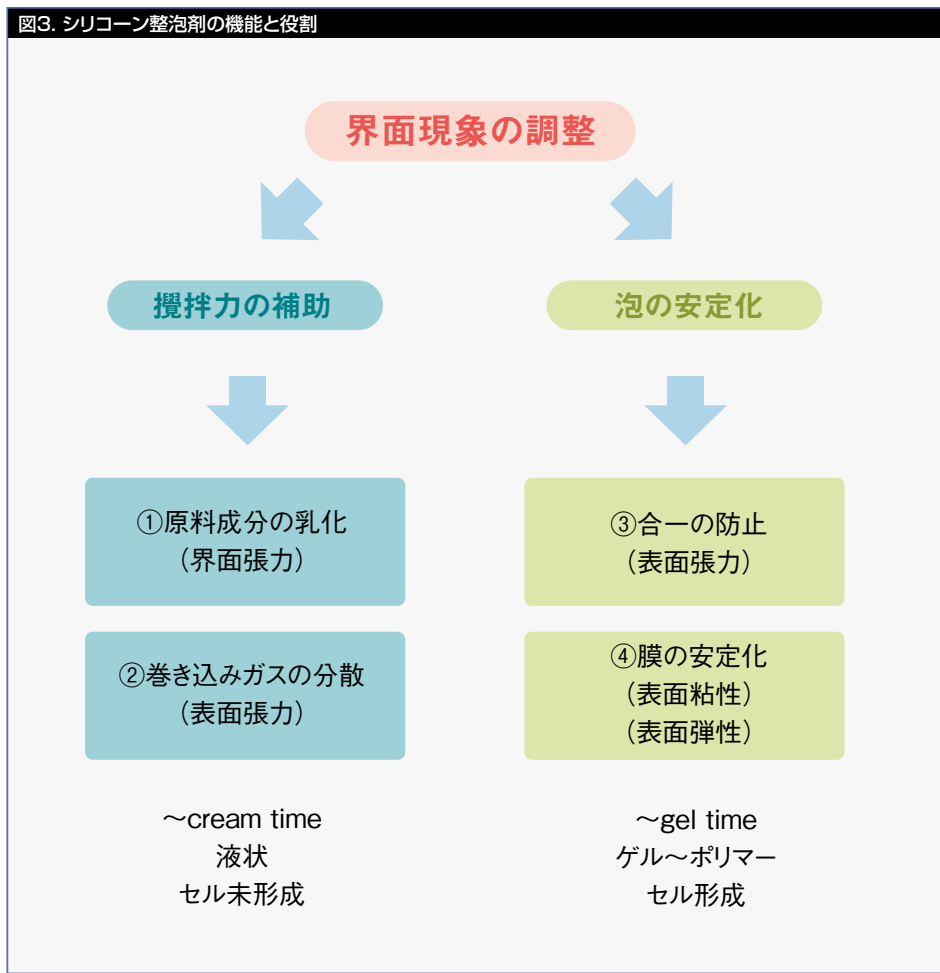 図3. シリコーン整泡剤の機能と役割
界面現象の調整
攪拌力の補助
泡の安定化
①原料成分の乳化
（界面張力）
②巻き込みガスの分散
（表面張力）
～cream time
液状
セル未形成
③合一の防止
（表面張力）
④膜の安定化
（表面粘性）
（表面弾性）
～gel time
ゲル～ポリマー
セル形成